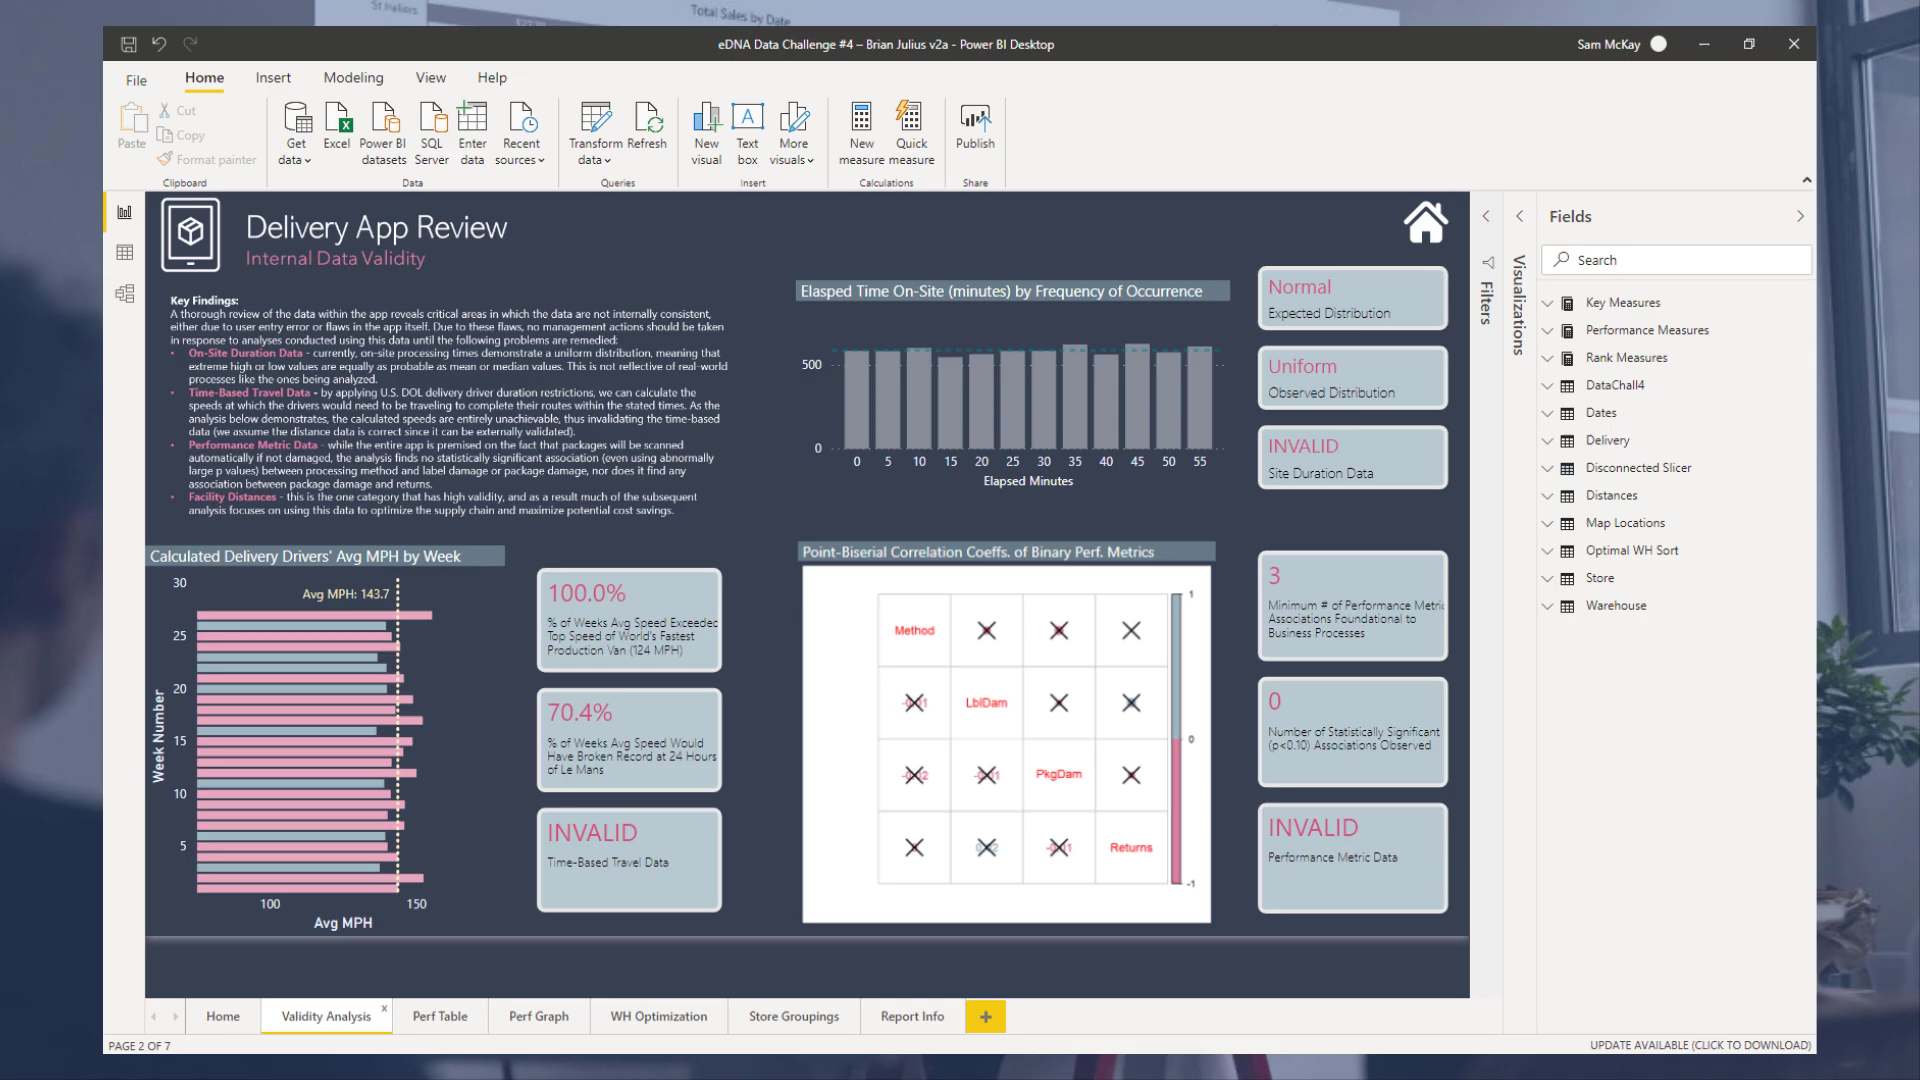 St Heliers
Total Sales by Date
eDNA Data Challenge #4 – Brian Julius v2a - Power BI Desktop
Sam McKay
File
Home
Insert
Modeling
View
Help
Paste
Cut
Copy
Format painter
Clipboard
Get data
Excel
Power BI datasets
SQL Server
Enter data
Recent sources
Data
Transform data
Refresh
Queries
New visual
Text box
More visuals
Insert
New measure
Quick measure
Calculations
Publish
Share
Delivery App Review
Internal Data Validity
Key Findings:
A thorough review of the data within the app reveals critical areas in which the data are not internally consistent,
either due to user entry error or flaws in the app itself. Due to these flaws, no management actions should be taken
in response to analyses conducted using this data until the following problems are remedied:
• On-Site Duration Data - currently, on-site processing times demonstrate a uniform distribution, meaning that
extreme high or low values are equally as probable as mean or median values. This is not reflective of real-world
processes like the ones being analyzed.
• Time-Based Travel Data - by applying U.S. DOL delivery driver duration restrictions, we can calculate the
speeds at which the drivers would need to be traveling to complete their routes within the stated times. As the
analysis below demonstrates, the calculated speeds are entirely unachievable, thus invalidating the time-based
data (we assume the distance data is correct since it can be externally validated).
• Performance Metric Data - while the entire app is premised on the fact that packages will be scanned
automatically if not damaged, the analysis finds no statistically significant association (even using abnormally
large p values) between processing method and label damage or package damage, nor does it find any
association between package damage and returns.
• Facility Distances - this is the one category that has high validity, and as a result much of the subsequent
analysis focuses on using this data to optimize the supply chain and maximize potential cost savings.
Elasped Time On-Site (minutes) by Frequency of Occurrence
500
0
0 5 10 15 20 25 30 35 40 45 50 55
Elapsed Minutes
Normal
Expected Distribution
Uniform
Observed Distribution
INVALID
Site Duration Data
Calculated Delivery Drivers' Avg MPH by Week
Avg MPH: 143.7
30
25
20
15
10
5
Week Number
100 150
Avg MPH
100.0%
% of Weeks Avg Speed Exceeded
Top Speed of World's Fastest
Production Van (124 MPH)
70.4%
% of Weeks Avg Speed Would
Have Broken Record at 24 Hours
of Le Mans
INVALID
Time-Based Travel Data
Point-Biserial Correlation Coeffs. of Binary Perf. Metrics
Method
-0.01 LblDam
-0.02 -0.01 PkgDam
0.02 -0.01 Returns
1
0
-1
3
Minimum # of Performance Metric
Associations Foundational to
Business Processes
0
Number of Statistically Significant
(p<0.10) Associations Observed
INVALID
Performance Metric Data
Filters
Visualizations
Fields
Search
Key Measures
Performance Measures
Rank Measures
DataChall4
Dates
Delivery
Disconnected Slicer
Distances
Map Locations
Optimal WH Sort
Store
Warehouse
Home
Validity Analysis x
Perf Table
Perf Graph
WH Optimization
Store Groupings
Report Info
+
PAGE 2 OF 7
UPDATE AVAILABLE (CLICK TO DOWNLOAD)